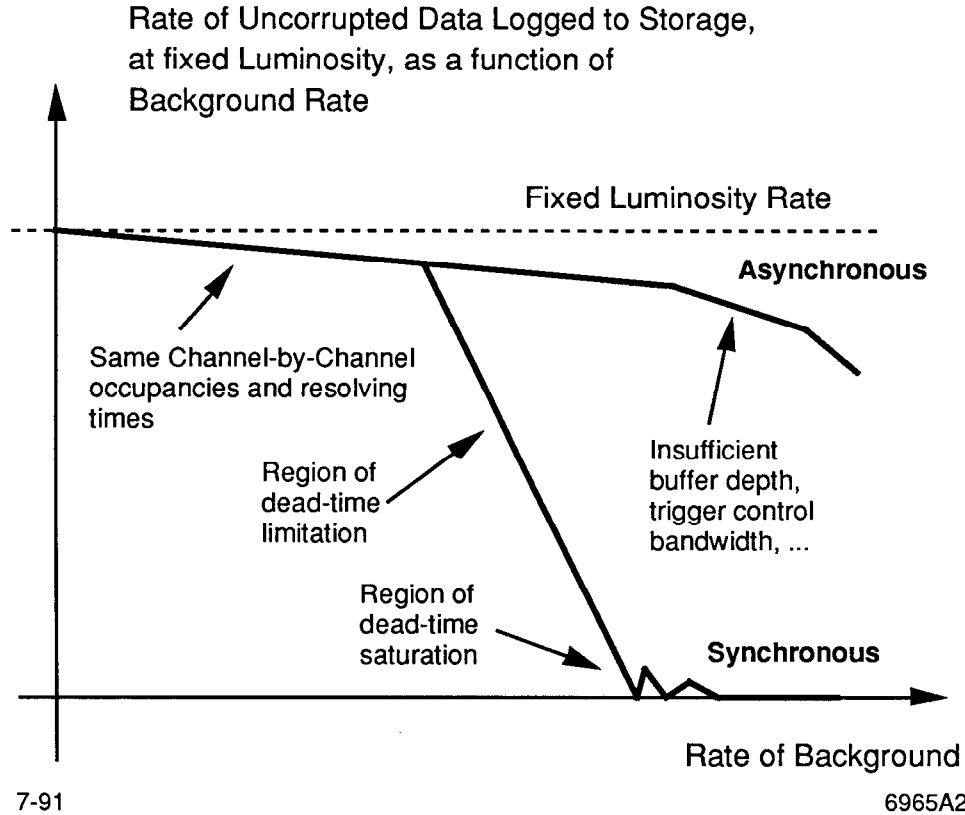 Rate of Uncorrupted Data Logged to Storage,
at fixed Luminosity, as a function of
Background Rate
Fixed Luminosity Rate
Asynchronous
Same Channel-by-Channel
occupancies and resolving
times
Insufficient
buffer depth,
trigger control
bandwidth, ...
Region of
dead-time
limitation
Region of
dead-time
saturation
Synchronous
Rate of Background
7-91
6965A2